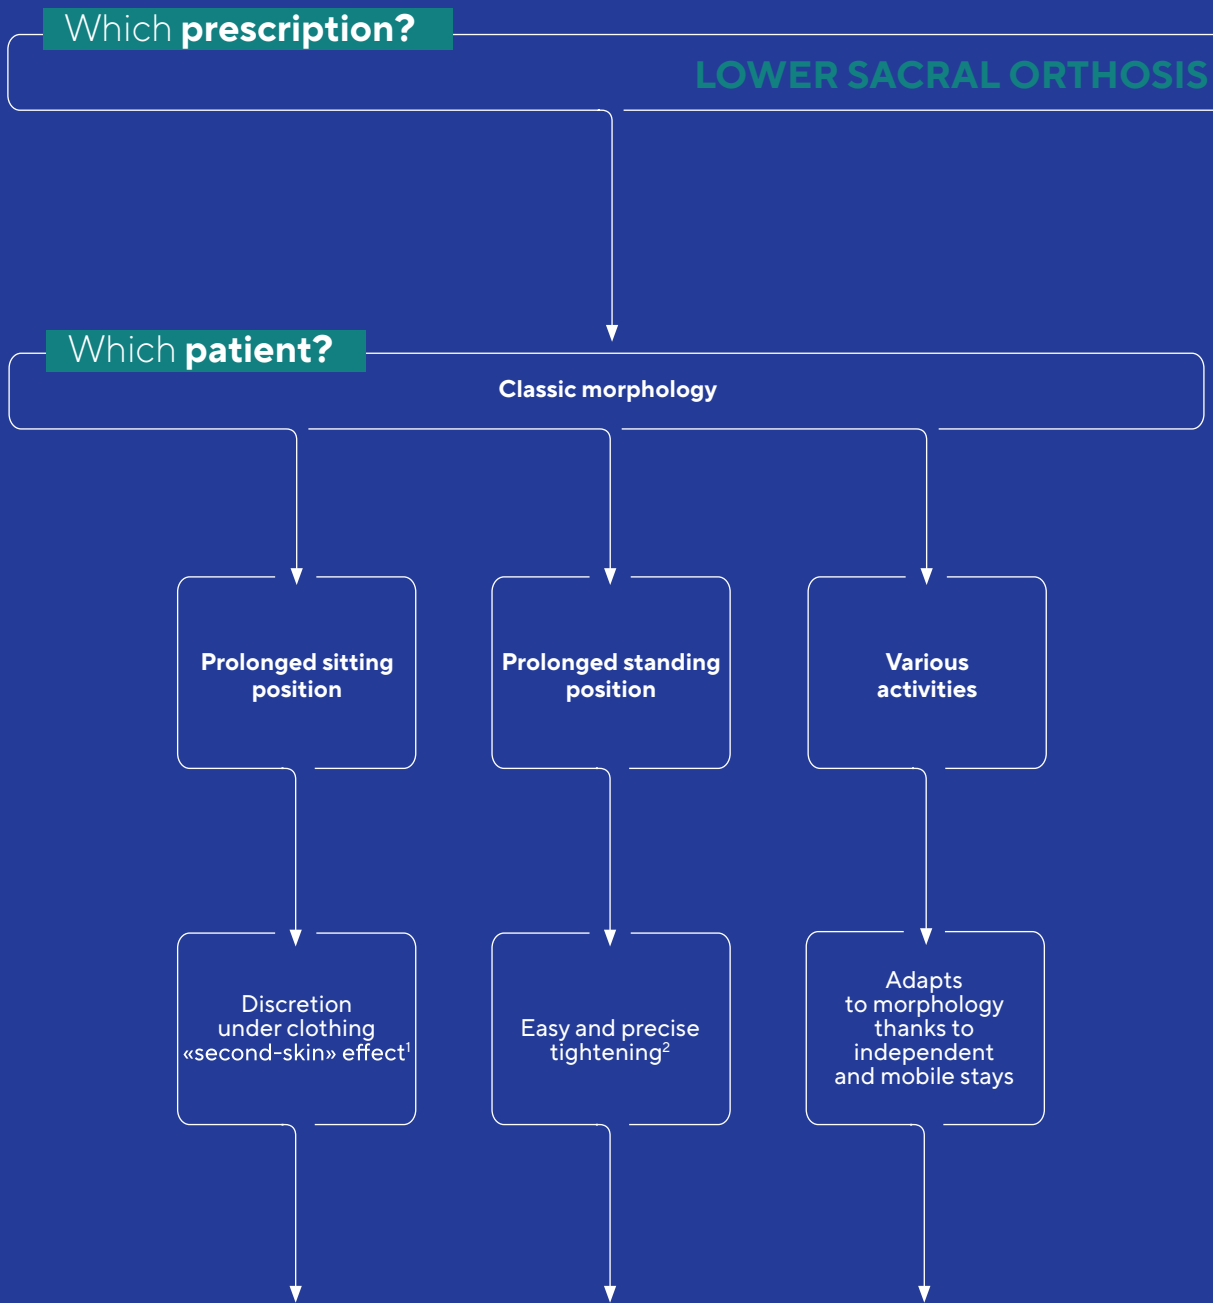 Which prescription?
LOWER SACRAL ORTHOSIS
Which patient?
Classic morphology
Prolonged sitting
position
Prolonged standing
position
Various
activities
Discretion
under clothing
«second-skin» effect¹
Easy and precise
tightening²
Adapts
to morphology
thanks to
independent
and mobile stays